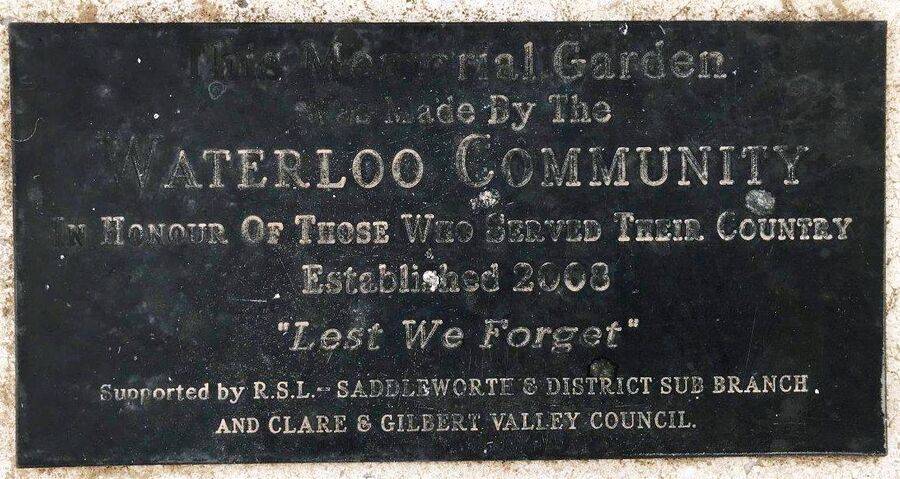 This Memorial Garden
Was Made By The
WATERLOO COMMUNITY
IN HONOUR OF THOSE WHO SERVED THEIR COUNTRY
Established 2008
"Lest We Forget"
Supported by R.S.L.- SADDLEWORTH & DISTRICT SUB BRANCH.
AND CLARE & GILBERT VALLEY COUNCIL.